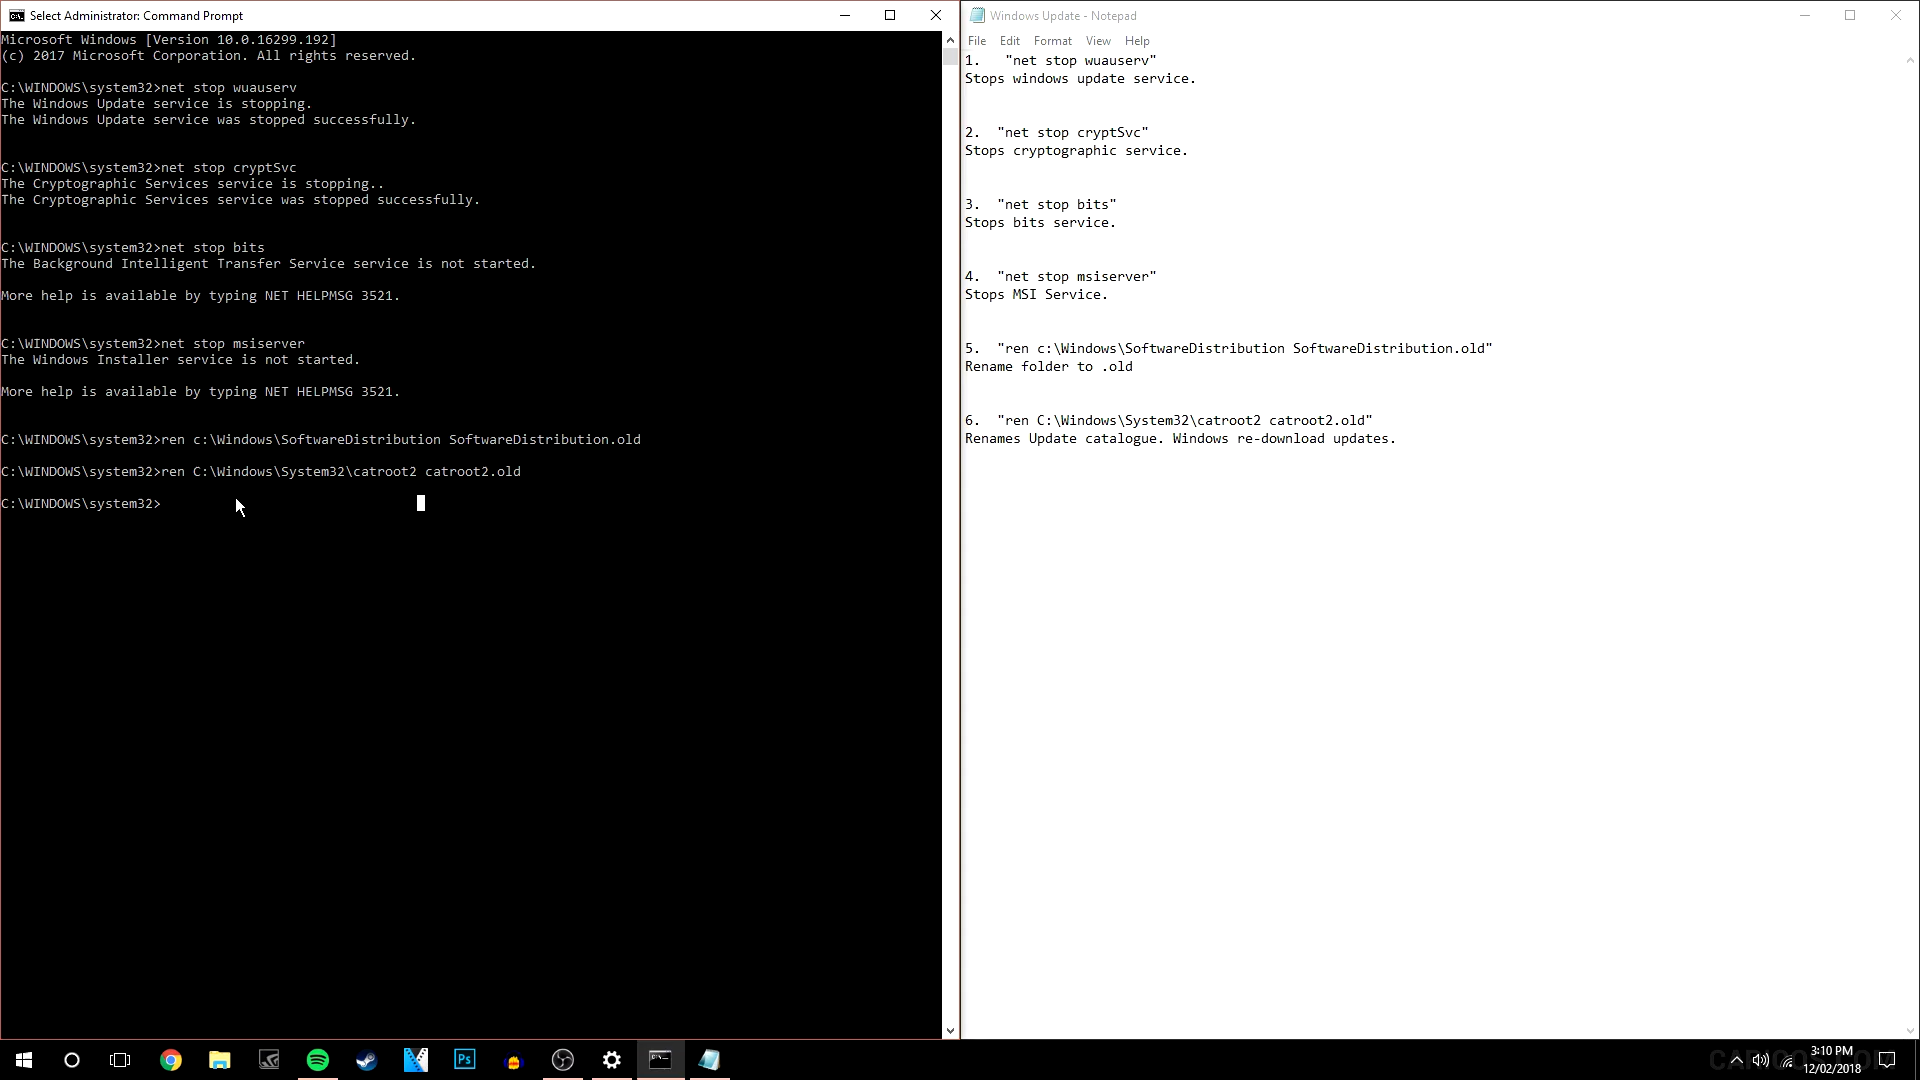 Select Administrator: Command Prompt
Microsoft Windows [Version 10.0.16299.192]
(c) 2017 Microsoft Corporation. All rights reserved.
C:\WINDOWS\system32>net stop wuauserv
The Windows Update service is stopping.
The Windows Update service was stopped successfully.
C:\WINDOWS\system32>net stop cryptSvc
The Cryptographic Services service is stopping..
The Cryptographic Services service was stopped successfully.
C:\WINDOWS\system32>net stop bits
The Background Intelligent Transfer Service service is not started.
More help is available by typing NET HELPMSG 3521.
C:\WINDOWS\system32>net stop msiserver
The Windows Installer service is not started.
More help is available by typing NET HELPMSG 3521.
C:\WINDOWS\system32>ren c:\Windows\SoftwareDistribution SoftwareDistribution.old
C:\WINDOWS\system32>ren C:\Windows\System32\catroot2 catroot2.old
C:\WINDOWS\system32>
Windows Update - Notepad
File Edit Format View Help
1.   "net stop wuauserv"
Stops windows update service.
2.  "net stop cryptSvc"
Stops cryptographic service.
3.  "net stop bits"
Stops bits service.
4.  "net stop msiserver"
Stops MSI Service.
5.  "ren c:\Windows\SoftwareDistribution SoftwareDistribution.old"
Rename folder to .old
6.  "ren C:\Windows\System32\catroot2 catroot2.old"
Renames Update catalogue. Windows re-download updates.
Ps
3:10 PM
12/02/2018